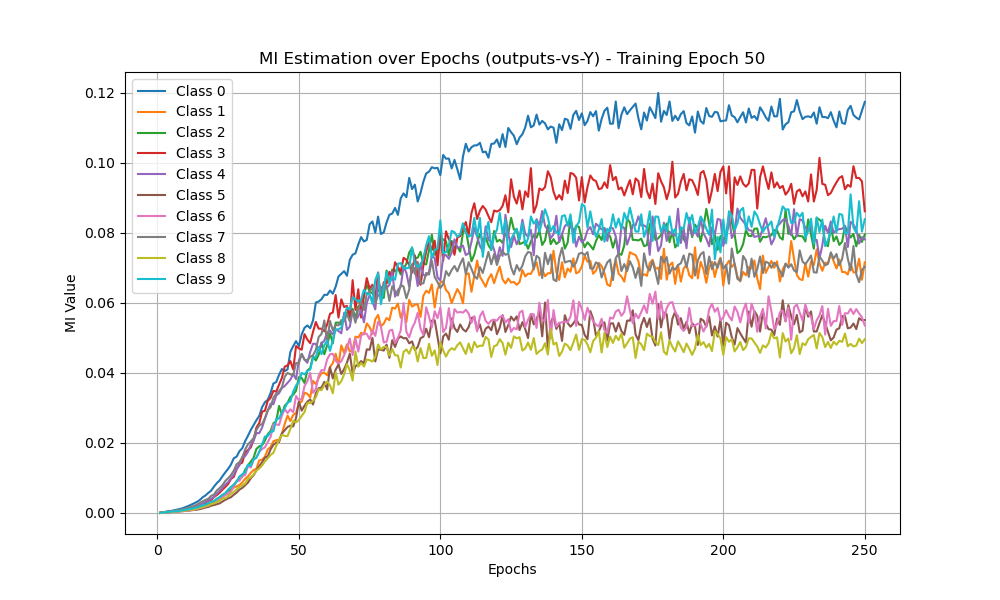 MI Estimation over Epochs (outputs-vs-Y) - Training Epoch 50
Class 0
Class 1
Class 2
Class 3
Class 4
Class 5
Class 6
Class 7
Class 8
Class 9
MI Value
0.12
0.10
0.08
0.06
0.04
0.02
0.00
0
50
100
150
200
250
Epochs